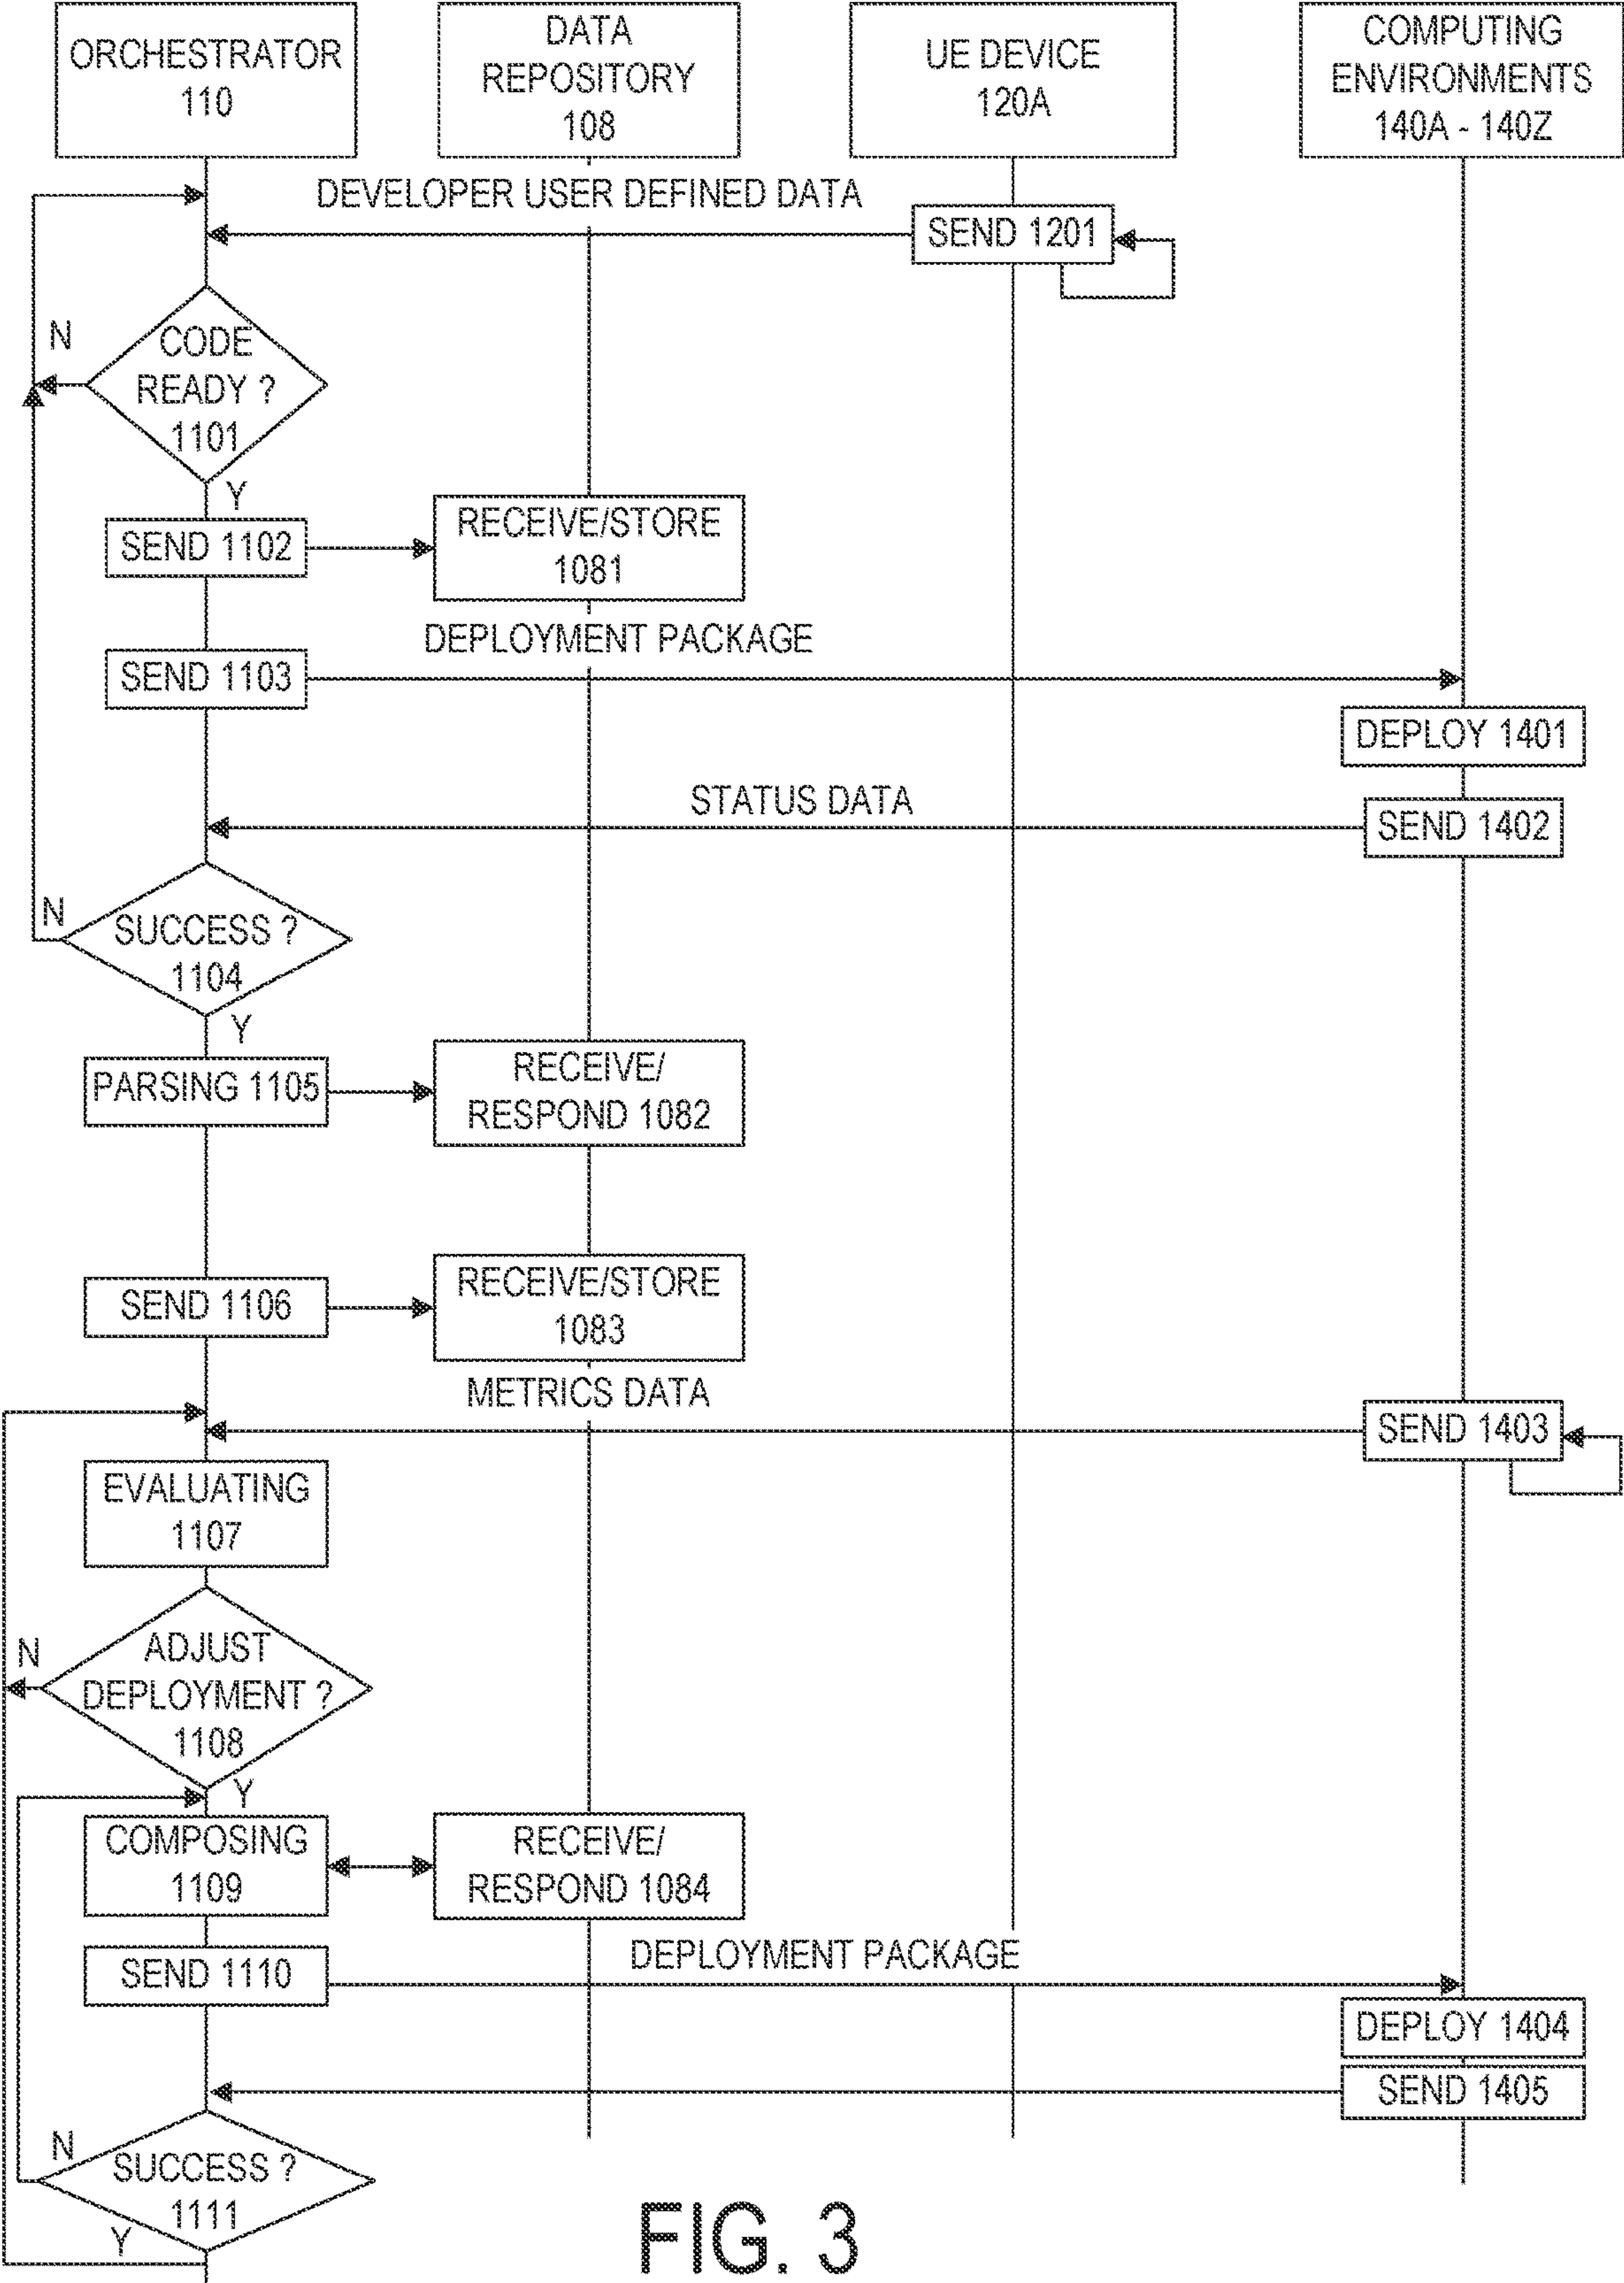 ORCHESTRATOR
110
DATA
REPOSITORY
108
UE DEVICE
120A
COMPUTING
ENVIRONMENTS
140A - 140Z
DEVELOPER USER DEFINED DATA
SEND 1201
N
CODE
READY ?
1101
Y
SEND 1102
RECEIVE/STORE
1081
DEPLOYMENT PACKAGE
SEND 1103
DEPLOY 1401
STATUS DATA
SEND 1402
N
SUCCESS ?
1104
Y
PARSING 1105
RECEIVE/
RESPOND 1082
SEND 1106
RECEIVE/STORE
1083
METRICS DATA
SEND 1403
EVALUATING
1107
N
ADJUST
DEPLOYMENT ?
1108
Y
COMPOSING
1109
RECEIVE/
RESPOND 1084
DEPLOYMENT PACKAGE
SEND 1110
DEPLOY 1404
SEND 1405
N
SUCCESS ?
1111
Y
FIG. 3